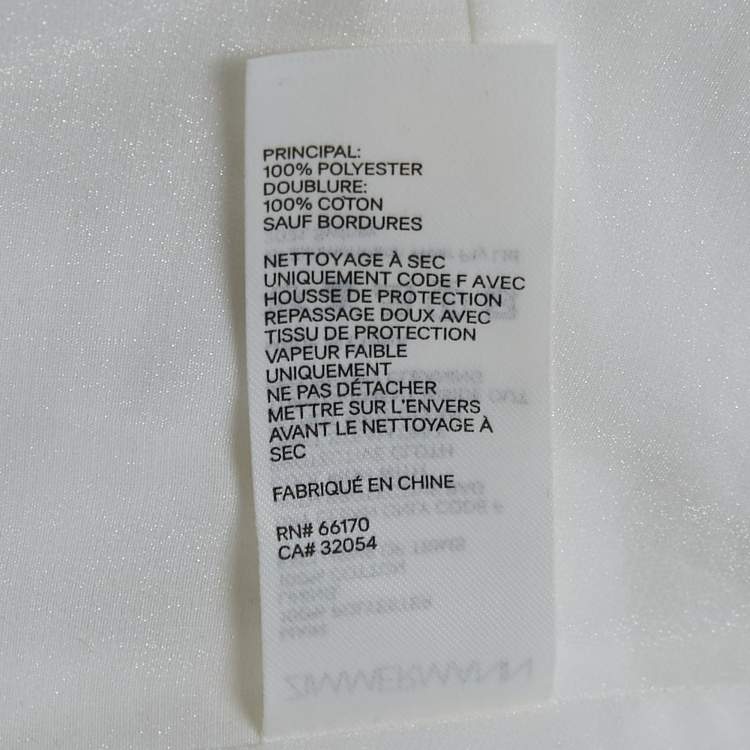 PRINCIPAL:
100% POLYESTER
DOUBLURE:
100% COTON
SAUF BORDURES
NETTOYAGE À SEC
UNIQUEMENT CODE F AVEC
HOUSSE DE PROTECTION
REPASSAGE DOUX AVEC
TISSU DE PROTECTION
VAPEUR FAIBLE
UNIQUEMENT
NE PAS DÉTACHER
METTRE SUR L'ENVERS
AVANT LE NETTOYAGE À
SEC
FABRIQUÉ EN CHINE
RN# 66170
CA# 32054
ZIMMERMANN